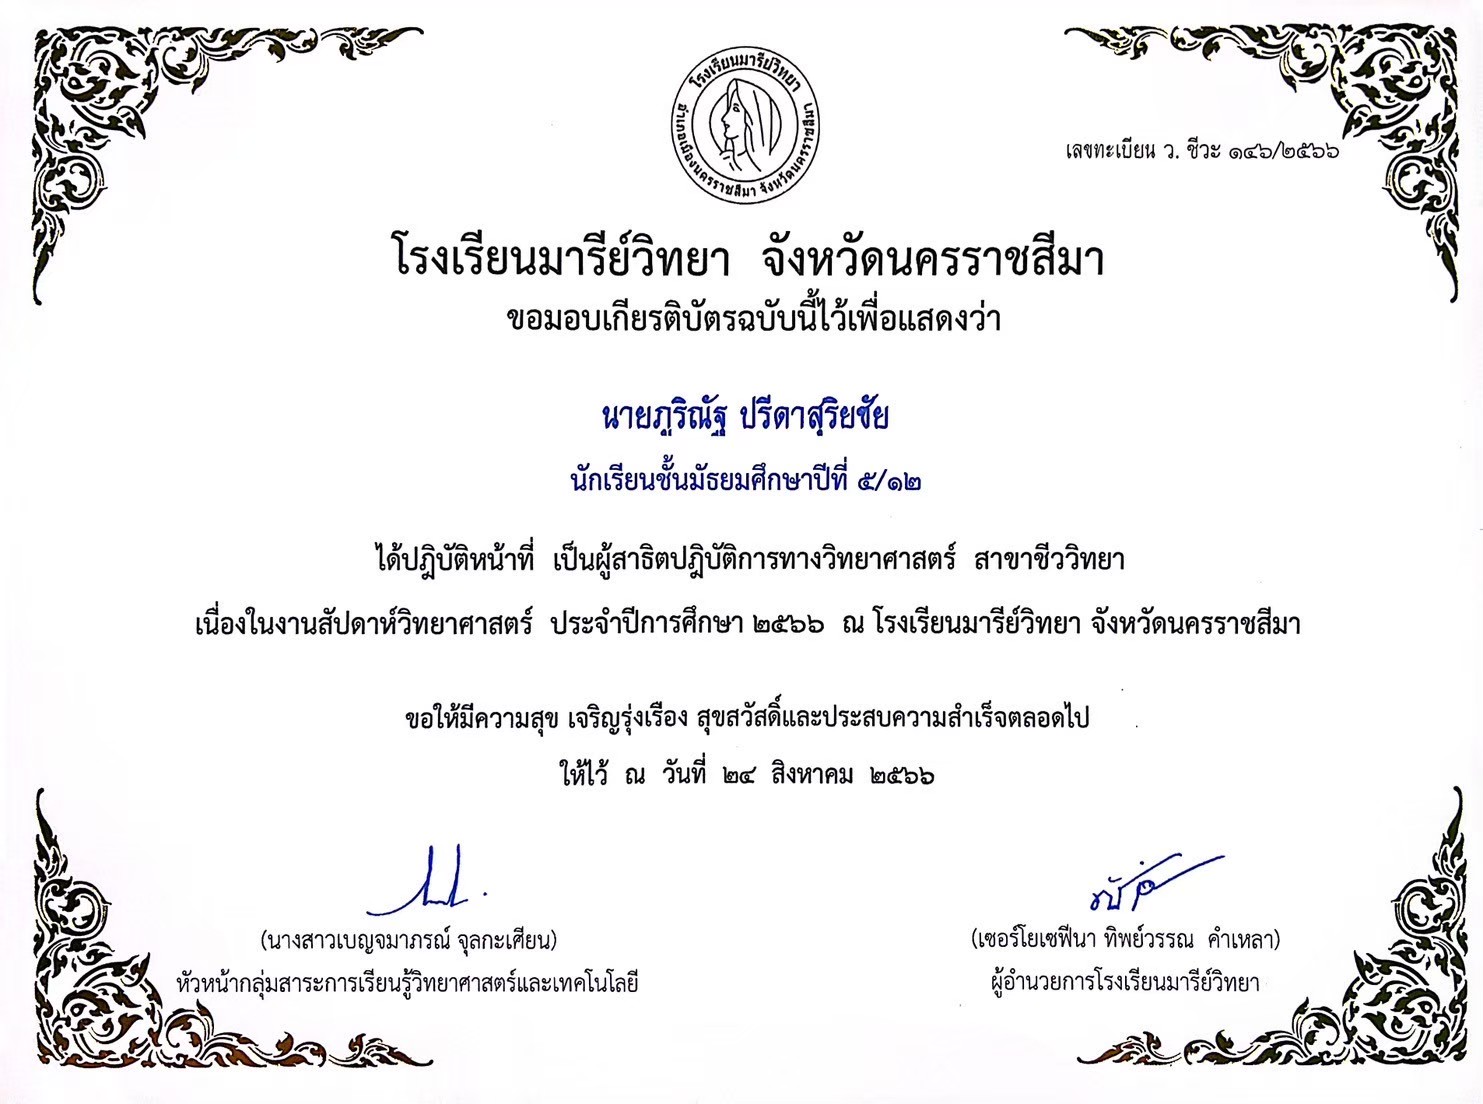 โรงเรียนมารีย์วิทยา
อำเภอเมืองนครราชสีมา จังหวัดนครราชสีมา
เลขทะเบียน ว. ชีวะ ๑๔๖/๒๕๖๖
โรงเรียนมารีย์วิทยา จังหวัดนครราชสีมา
ขอมอบเกียรติบัตรฉบับนี้ไว้เพื่อแสดงว่า
นายภูริณัฐ ปรีดาสุริยชัย
นักเรียนชั้นมัธยมศึกษาปีที่ ๕/๑๒
ได้ปฎิบัติหน้าที่ เป็นผู้สาธิตปฎิบัติการทางวิทยาศาสตร์ สาขาชีววิทยา
เนื่องในงานสัปดาห์วิทยาศาสตร์ ประจำปีการศึกษา ๒๕๖๖ ณ โรงเรียนมารีย์วิทยา จังหวัดนครราชสีมา
ขอให้มีความสุข เจริญรุ่งเรือง สุขสวัสดิ์และประสบความสำเร็จตลอดไป
ให้ไว้ ณ วันที่ ๒๔ สิงหาคม ๒๕๖๖
(นางสาวเบญจมาภรณ์ จุลกะเศียน)
หัวหน้ากลุ่มสาระการเรียนรู้วิทยาศาสตร์และเทคโนโลยี
(เซอร์โยเซฟีนา ทิพย์วรรณ คำเหลา)
ผู้อำนวยการโรงเรียนมารีย์วิทยา